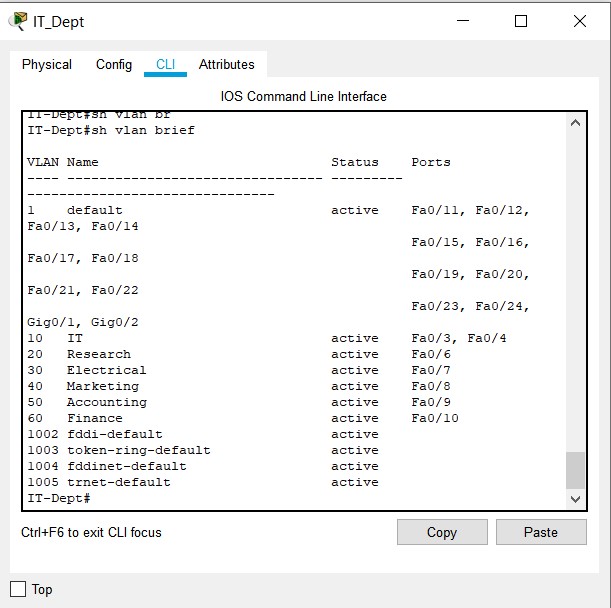 IT_Dept
Physical Config CLI Attributes
IOS Command Line Interface
IT-Dept#sh vlan br
IT-Dept#sh vlan brief
VLAN Name                             Status    Ports
---- -------------------------------- ---------
-------------------------------
1    default                          active    Fa0/11, Fa0/12,
Fa0/13, Fa0/14
                                                Fa0/15, Fa0/16,
Fa0/17, Fa0/18
                                                Fa0/19, Fa0/20,
Fa0/21, Fa0/22
                                                Fa0/23, Fa0/24,
Gig0/1, Gig0/2
10   IT                               active    Fa0/3, Fa0/4
20   Research                         active    Fa0/6
30   Electrical                       active    Fa0/7
40   Marketing                        active    Fa0/8
50   Accounting                       active    Fa0/9
60   Finance                          active    Fa0/10
1002 fddi-default                     active
1003 token-ring-default               active
1004 fddinet-default                  active
1005 trnet-default                    active
IT-Dept#
Ctrl+F6 to exit CLI focus
Copy Paste
Top